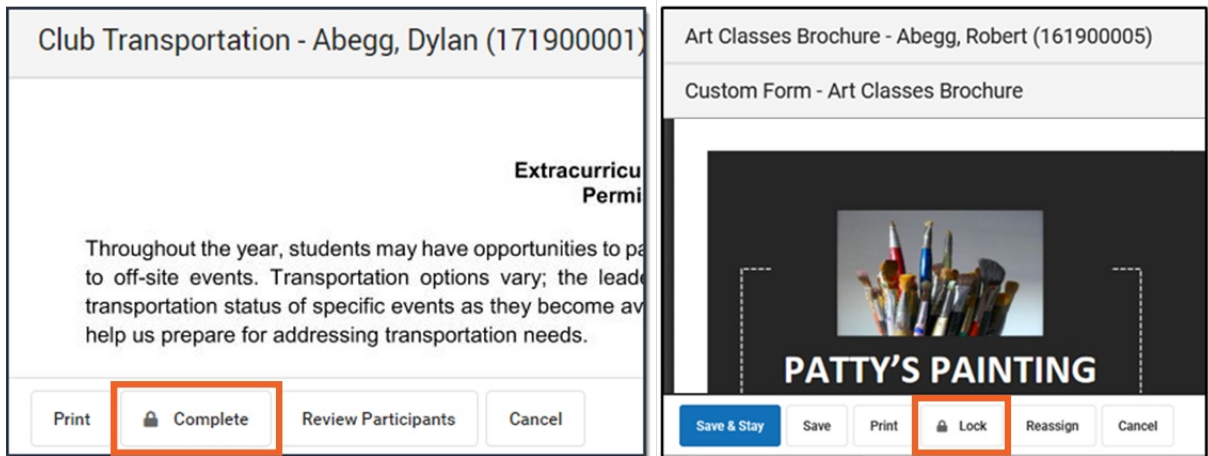 Club Transportation - Abegg, Dylan (171900001)
Extracurricu
Permi
Throughout the year, students may have opportunities to pa
to off-site events. Transportation options vary; the lead
transportation status of specific events as they become av
help us prepare for addressing transportation needs.
Print
Complete
Review Participants
Cancel
Art Classes Brochure - Abegg, Robert (161900005)
Custom Form - Art Classes Brochure
PATTY'S PAINTING
Save & Stay
Save
Print
Lock
Reassign
Cancel